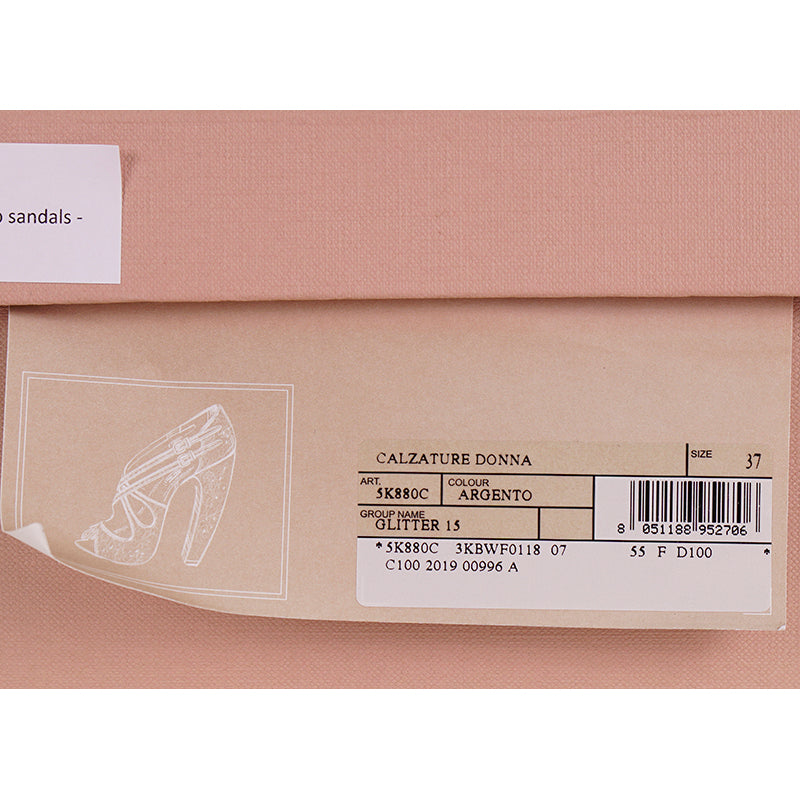 sandals -
CALZATURE DONNA
SIZE 37
ART. 5K880C
COLOUR ARGENTO
GROUP NAME
GLITTER 15
8 051188 952706
*5K880C 3KBWF0118 07 55 F D100 *
C100 2019 00996 A